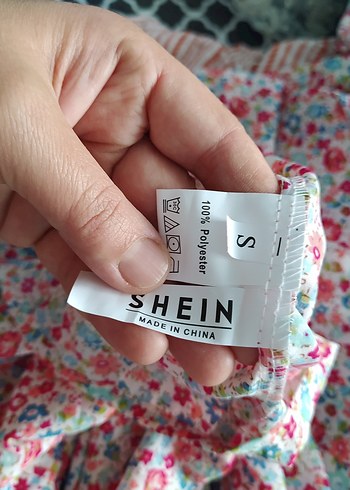 100% Polyester
S
SHEIN
MADE IN CHINA